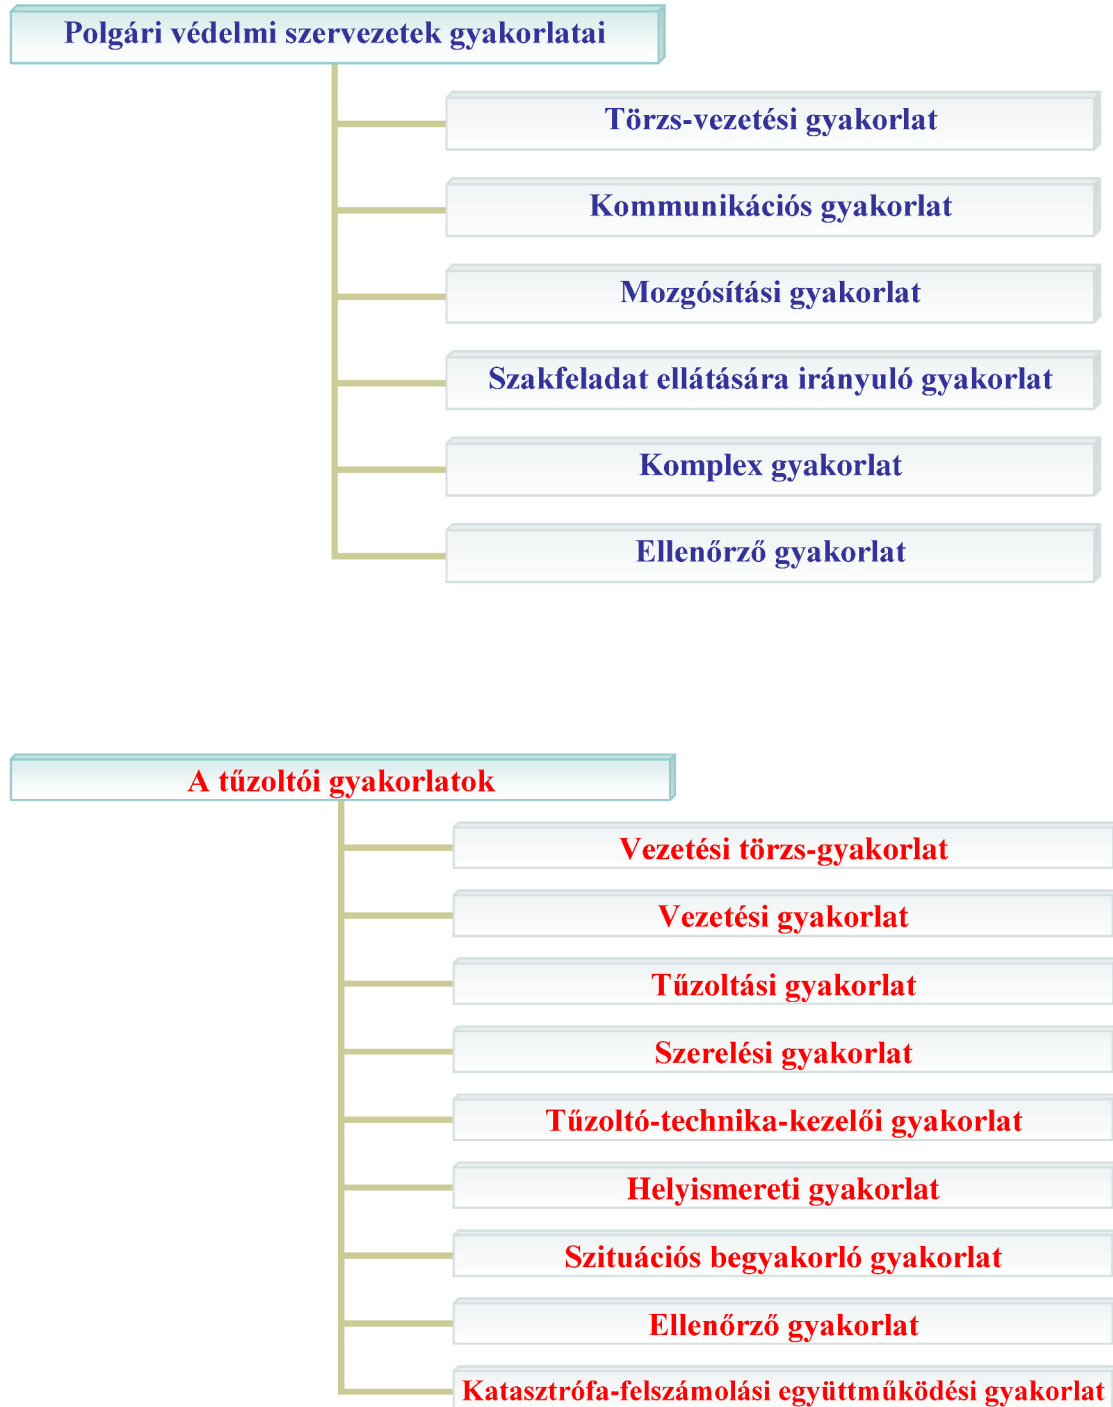 Polgári védelmi szervezetek gyakorlatai
Törzs-vezetési gyakorlat
Kommunikációs gyakorlat
Mozgósítási gyakorlat
Szakfeladat ellátására irányuló gyakorlat
Komplex gyakorlat
Ellenőrző gyakorlat
A tűzoltói gyakorlatok
Vezetési törzs-gyakorlat
Vezetési gyakorlat
Tűzoltási gyakorlat
Szerelési gyakorlat
Tűzoltó-technika-kezelői gyakorlat
Helyismereti gyakorlat
Szituációs begyakorló gyakorlat
Ellenőrző gyakorlat
Katasztrófa-felszámolási együttműködési gyakorlat